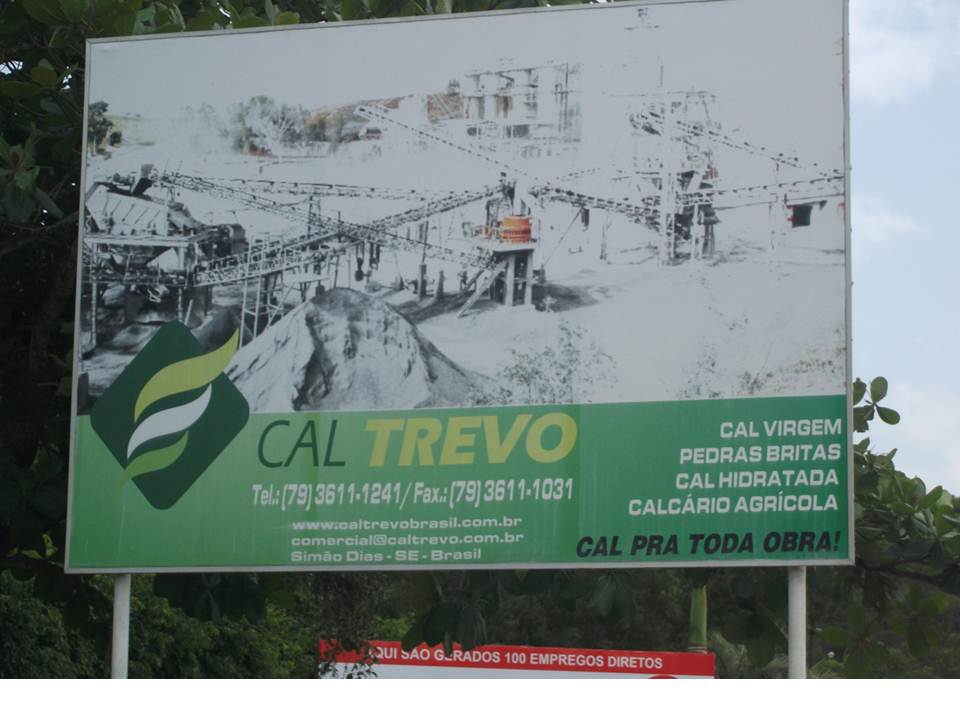 CAL TREVO
Tel.: (79) 3611-1241 / Fax.: (79) 3611-1031
www.caltrevobrasil.com.br
comercial@caltrevo.com.br
Simão Dias - SE - Brasil
CAL VIRGEM
PEDRAS BRITAS
CAL HIDRATADA
CALCÁRIO AGRÍCOLA
CAL PRA TODA OBRA!
QUI SÃO GERADOS 100 EMPREGOS DIRETOS